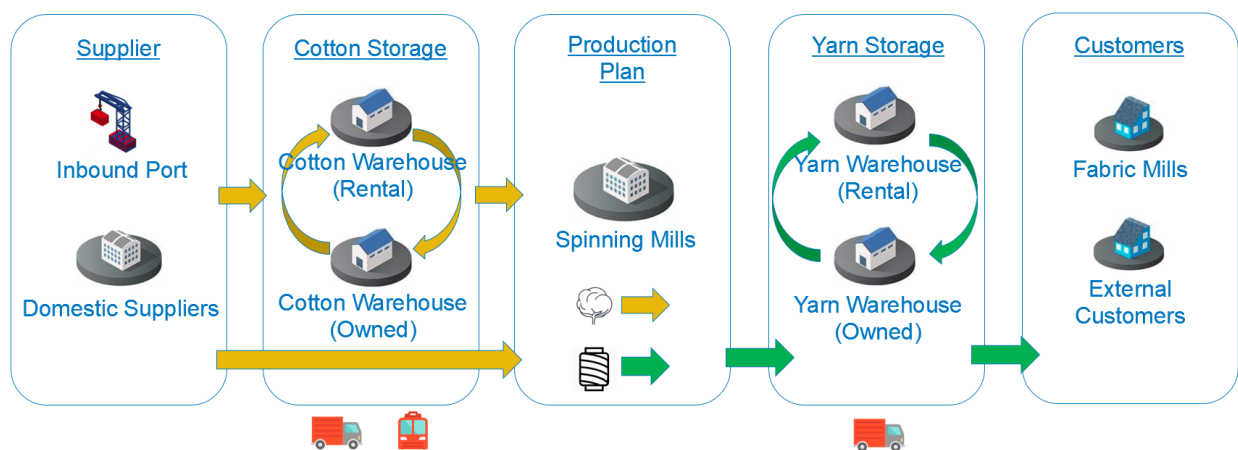 Supplier
Inbound Port
Domestic Suppliers
Cotton Storage
Cotton Warehouse
(Rental)
Cotton Warehouse
(Owned)
Production
Plan
Spinning Mills
Yarn Storage
Yarn Warehouse
(Rental)
Yarn Warehouse
(Owned)
Customers
Fabric Mills
External
Customers